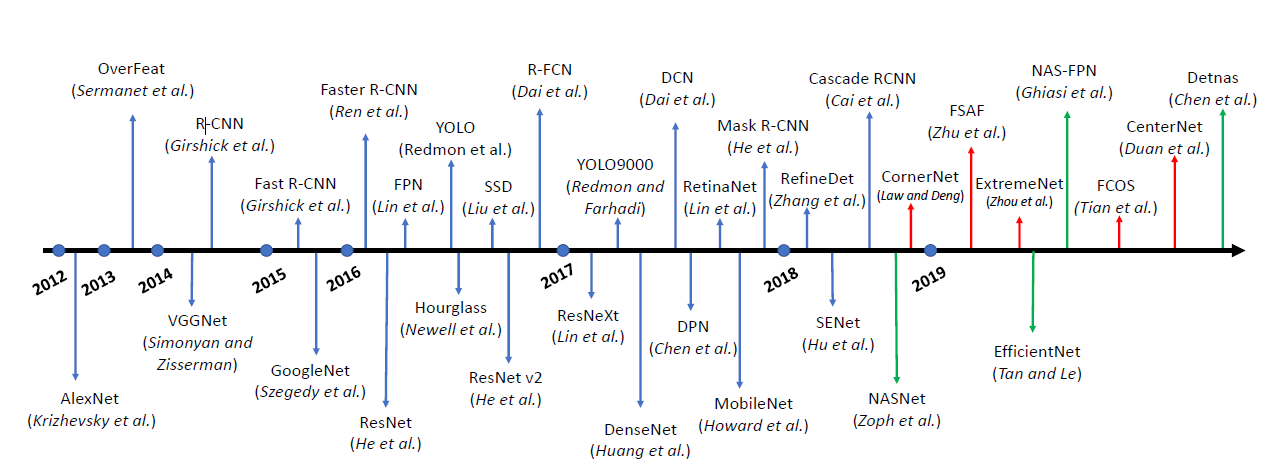 OverFeat
(Sermanet et al.)
R-CNN
(Girshick et al.)
Fast R-CNN
(Girshick et al.)
Faster R-CNN
(Ren et al.)
FPN
(Lin et al.)
YOLO
(Redmon et al.)
SSD
(Liu et al.)
R-FCN
(Dai et al.)
YOLO9000
(Redmon and
Farhadi)
DCN
(Dai et al.)
RetinaNet
(Lin et al.)
Mask R-CNN
(He et al.)
RefineDet
(Zhang et al.)
Cascade RCNN
(Cai et al.)
CornerNet
(Law and Deng)
FSAF
(Zhu et al.)
ExtremeNet
(Zhou et al.)
NAS-FPN
(Ghiasi et al.)
FCOS
(Tian et al.)
CenterNet
(Duan et al.)
Detnas
(Chen et al.)
2012
2013
2014
2015
2016
2017
2018
2019
AlexNet
(Krizhevsky et al.)
VGGNet
(Simonyan and
Zisserman)
GoogleNet
(Szegedy et al.)
ResNet
(He et al.)
Hourglass
(Newell et al.)
ResNet v2
(He et al.)
ResNeXt
(Lin et al.)
DenseNet
(Huang et al.)
DPN
(Chen et al.)
MobileNet
(Howard et al.)
SENet
(Hu et al.)
NASNet
(Zoph et al.)
EfficientNet
(Tan and Le)